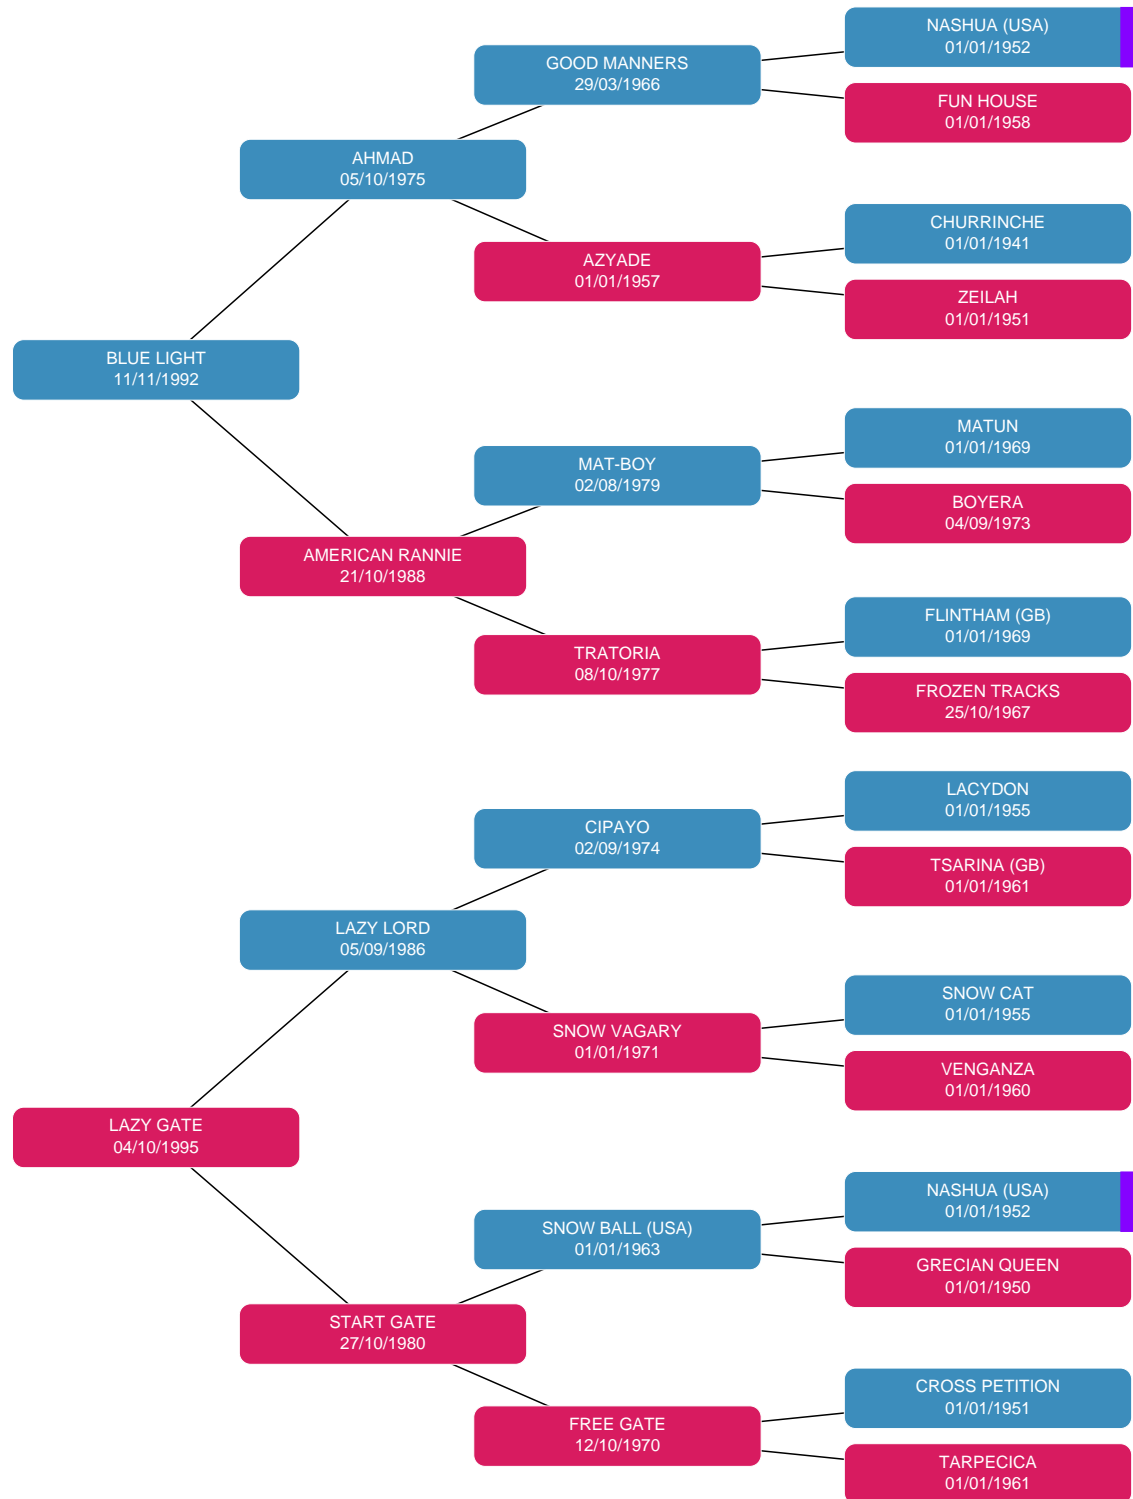 NASHUA (USA)
01/01/1952
GOOD MANNERS
29/03/1966
FUN HOUSE
01/01/1958
AHMAD
05/10/1975
CHURRINCHE
01/01/1941
AZYADE
01/01/1957
ZEILAH
01/01/1951
BLUE LIGHT
11/11/1992
MATUN
01/01/1969
MAT-BOY
02/08/1979
BOYERA
04/09/1973
AMERICAN RANNIE
21/10/1988
FLINTHAM (GB)
01/01/1969
TRATORIA
08/10/1977
FROZEN TRACKS
25/10/1967
LACYDON
01/01/1955
CIPAYO
02/09/1974
TSARINA (GB)
01/01/1961
LAZY LORD
05/09/1986
SNOW CAT
01/01/1955
SNOW VAGARY
01/01/1971
VENGANZA
01/01/1960
LAZY GATE
04/10/1995
NASHUA (USA)
01/01/1952
SNOW BALL (USA)
01/01/1963
GRECIAN QUEEN
01/01/1950
START GATE
27/10/1980
CROSS PETITION
01/01/1951
FREE GATE
12/10/1970
TARPECICA
01/01/1961